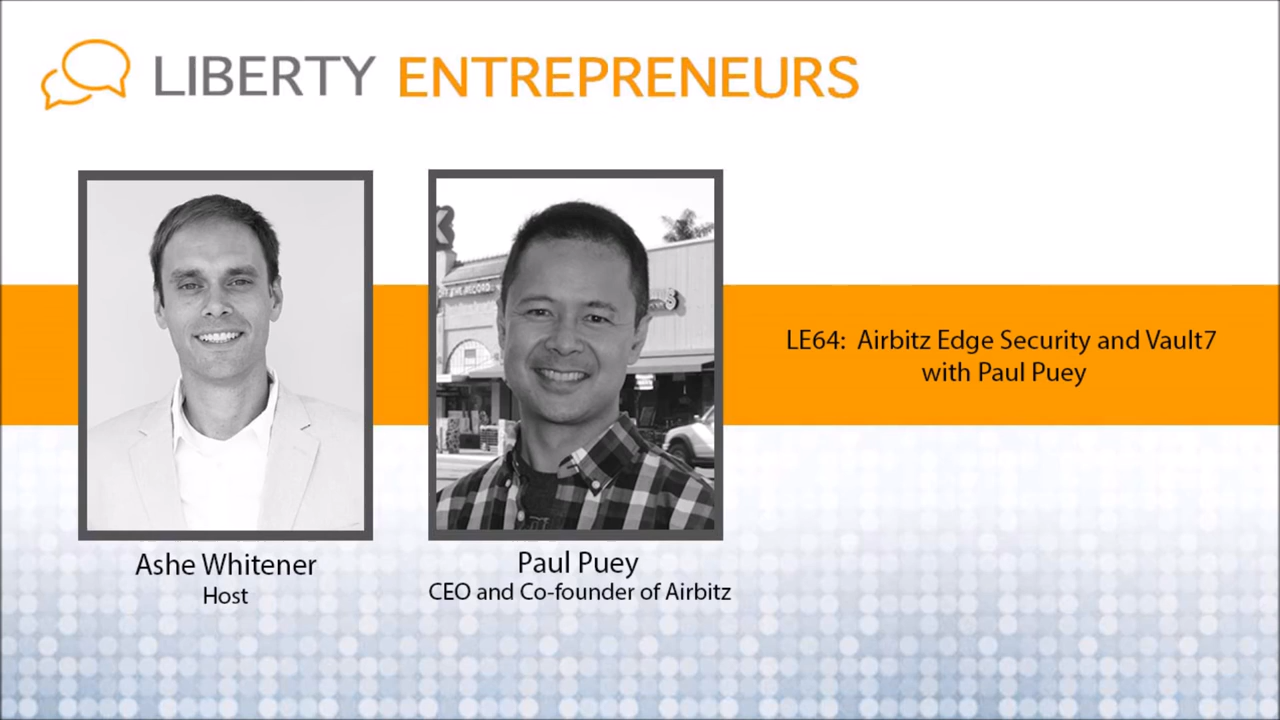 LIBERTY ENTREPRENEURS
LE64: Airbitz Edge Security and Vault7
with Paul Puey
Ashe Whitener
Host
Paul Puey
CEO and Co-founder of Airbitz